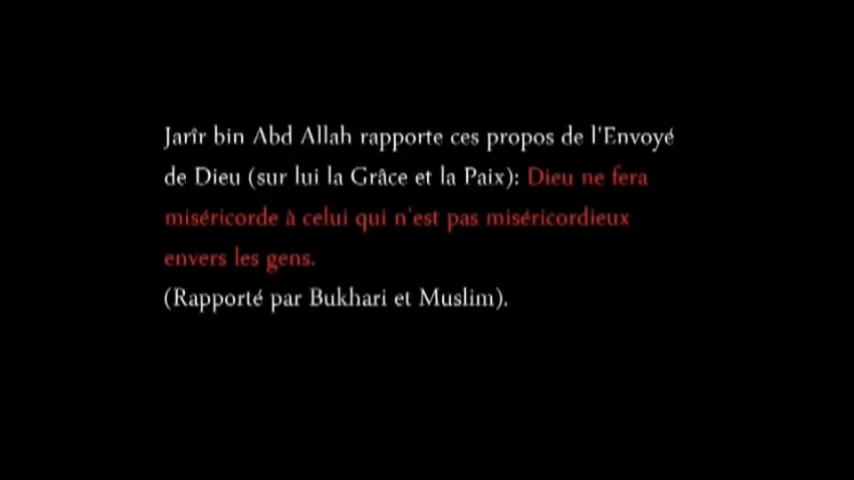 Jarîr bin Abd Allah rapporte ces propos de l'Envoyé
de Dieu (sur lui la Grâce et la Paix): Dieu ne fera
miséricorde à celui qui n'est pas miséricordieux
envers les gens.
(Rapporté par Bukhari et Muslim).